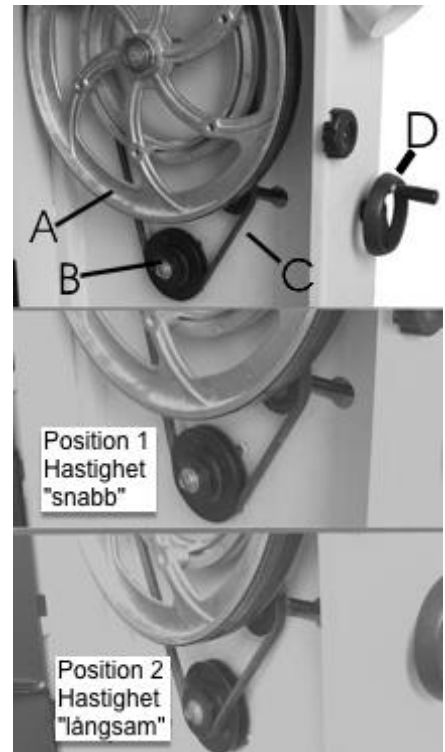 D
A
B
C
Position 1
Hastighet
"snabb"
Position 2
Hastighet
"långsam"